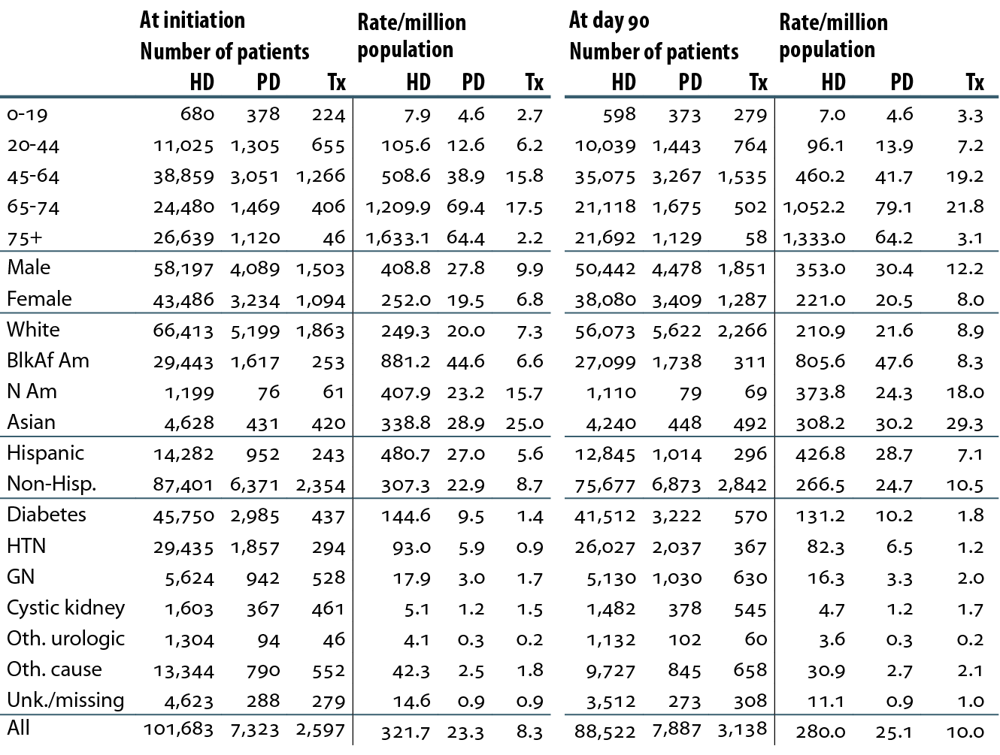 At initiation Rate/million At day 90 Rate/million
Number of patients population Number of patients population
HD PD Tx HD PD Tx HD PD Tx HD PD Tx
0-19 680 378 224 7.9 4.6 2.7 598 373 279 7.0 4.6 3.3
20-44 11,025 1,305 655 105.6 12.6 6.2 10,039 1,443 764 96.1 13.9 7.2
45-64 38,859 3,051 1,266 508.6 38.9 15.8 35,075 3,267 1,535 460.2 41.7 19.2
65-74 24,480 1,469 406 1,209.9 69.4 17.5 21,118 1,675 502 1,052.2 79.1 21.8
75+ 26,639 1,120 46 1,633.1 64.4 2.2 21,692 1,129 58 1,333.0 64.2 3.1
Male 58,197 4,089 1,503 408.8 27.8 9.9 50,442 4,478 1,851 353.0 30.4 12.2
Female 43,486 3,234 1,094 252.0 19.5 6.8 38,080 3,409 1,287 221.0 20.5 8.0
White 66,413 5,199 1,863 249.3 20.0 7.3 56,073 5,622 2,266 210.9 21.6 8.9
BlkAf Am 29,443 1,617 253 881.2 44.6 6.6 27,099 1,738 311 805.6 47.6 8.3
N Am 1,199 76 61 407.9 23.2 15.7 1,110 79 69 373.8 24.3 18.0
Asian 4,628 431 420 338.8 28.9 25.0 4,240 448 492 308.2 30.2 29.3
Hispanic 14,282 952 243 480.7 27.0 5.6 12,845 1,014 296 426.8 28.7 7.1
Non-Hisp. 87,401 6,371 2,354 307.3 22.9 8.7 75,677 6,873 2,842 266.5 24.7 10.5
Diabetes 45,750 2,985 437 144.6 9.5 1.4 41,512 3,222 570 131.2 10.2 1.8
HTN 29,435 1,857 294 93.0 5.9 0.9 26,027 2,037 367 82.3 6.5 1.2
GN 5,624 942 528 17.9 3.0 1.7 5,130 1,030 630 16.3 3.3 2.0
Cystic kidney 1,603 367 461 5.1 1.2 1.5 1,482 378 545 4.7 1.2 1.7
Oth. urologic 1,304 94 46 4.1 0.3 0.2 1,132 102 60 3.6 0.3 0.2
Oth. cause 13,344 790 552 42.3 2.5 1.8 9,727 845 658 30.9 2.7 2.1
Unk./missing 4,623 288 279 14.6 0.9 0.9 3,512 273 308 11.1 0.9 1.0
All 101,683 7,323 2,597 321.7 23.3 8.3 88,522 7,887 3,138 280.0 25.1 10.0